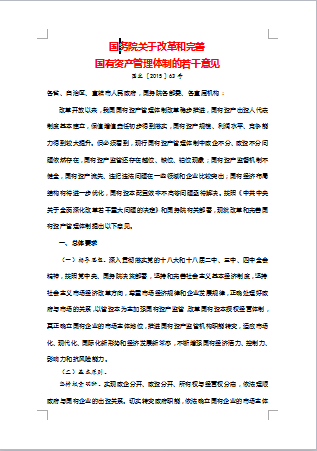 国务院关于改革和完善
国有资产管理体制的若干意见
国发〔2015〕63号
各省、自治区、直辖市人民政府，国务院各部委、各直属机构：
改革开放以来，我国国有资产管理体制改革稳步推进，国有资产出资人代表
制度基本建立，保值增值责任初步得到落实，国有资产规模、利润水平、竞争能
力得到较大提升。但必须看到，现行国有资产管理体制中政企不分、政资不分问
题依然存在，国有资产监管还存在越位、缺位、错位现象；国有资产监督机制不
健全，国有资产流失、违纪违法问题在一些领域和企业比较突出；国有经济布局
结构有待进一步优化，国有资本配置效率不高等问题亟待解决。按照《中共中央
关于全面深化改革若干重大问题的决定》和国务院有关部署，现就改革和完善国
有资产管理体制提出以下意见。
一、总体要求
（一）指导思想。深入贯彻落实党的十八大和十八届二中、三中、四中全会
精神，按照党中央、国务院决策部署，坚持和完善社会主义基本经济制度，坚持
社会主义市场经济改革方向，尊重市场经济规律和企业发展规律，正确处理好政
府与市场的关系，以管资本为主加强国有资产监管，改革国有资本授权经营体制，
真正确立国有企业的市场主体地位，推进国有资产监管机构职能转变，适应市场
化、现代化、国际化新形势和经济发展新常态，不断增强国有经济活力、控制力、
影响力和抗风险能力。
（二）基本原则。
坚持权责明晰。实现政企分开、政资分开、所有权与经营权分离，依法理顺
政府与国有企业的出资关系。切实转变政府职能，依法确立国有企业的市场主体